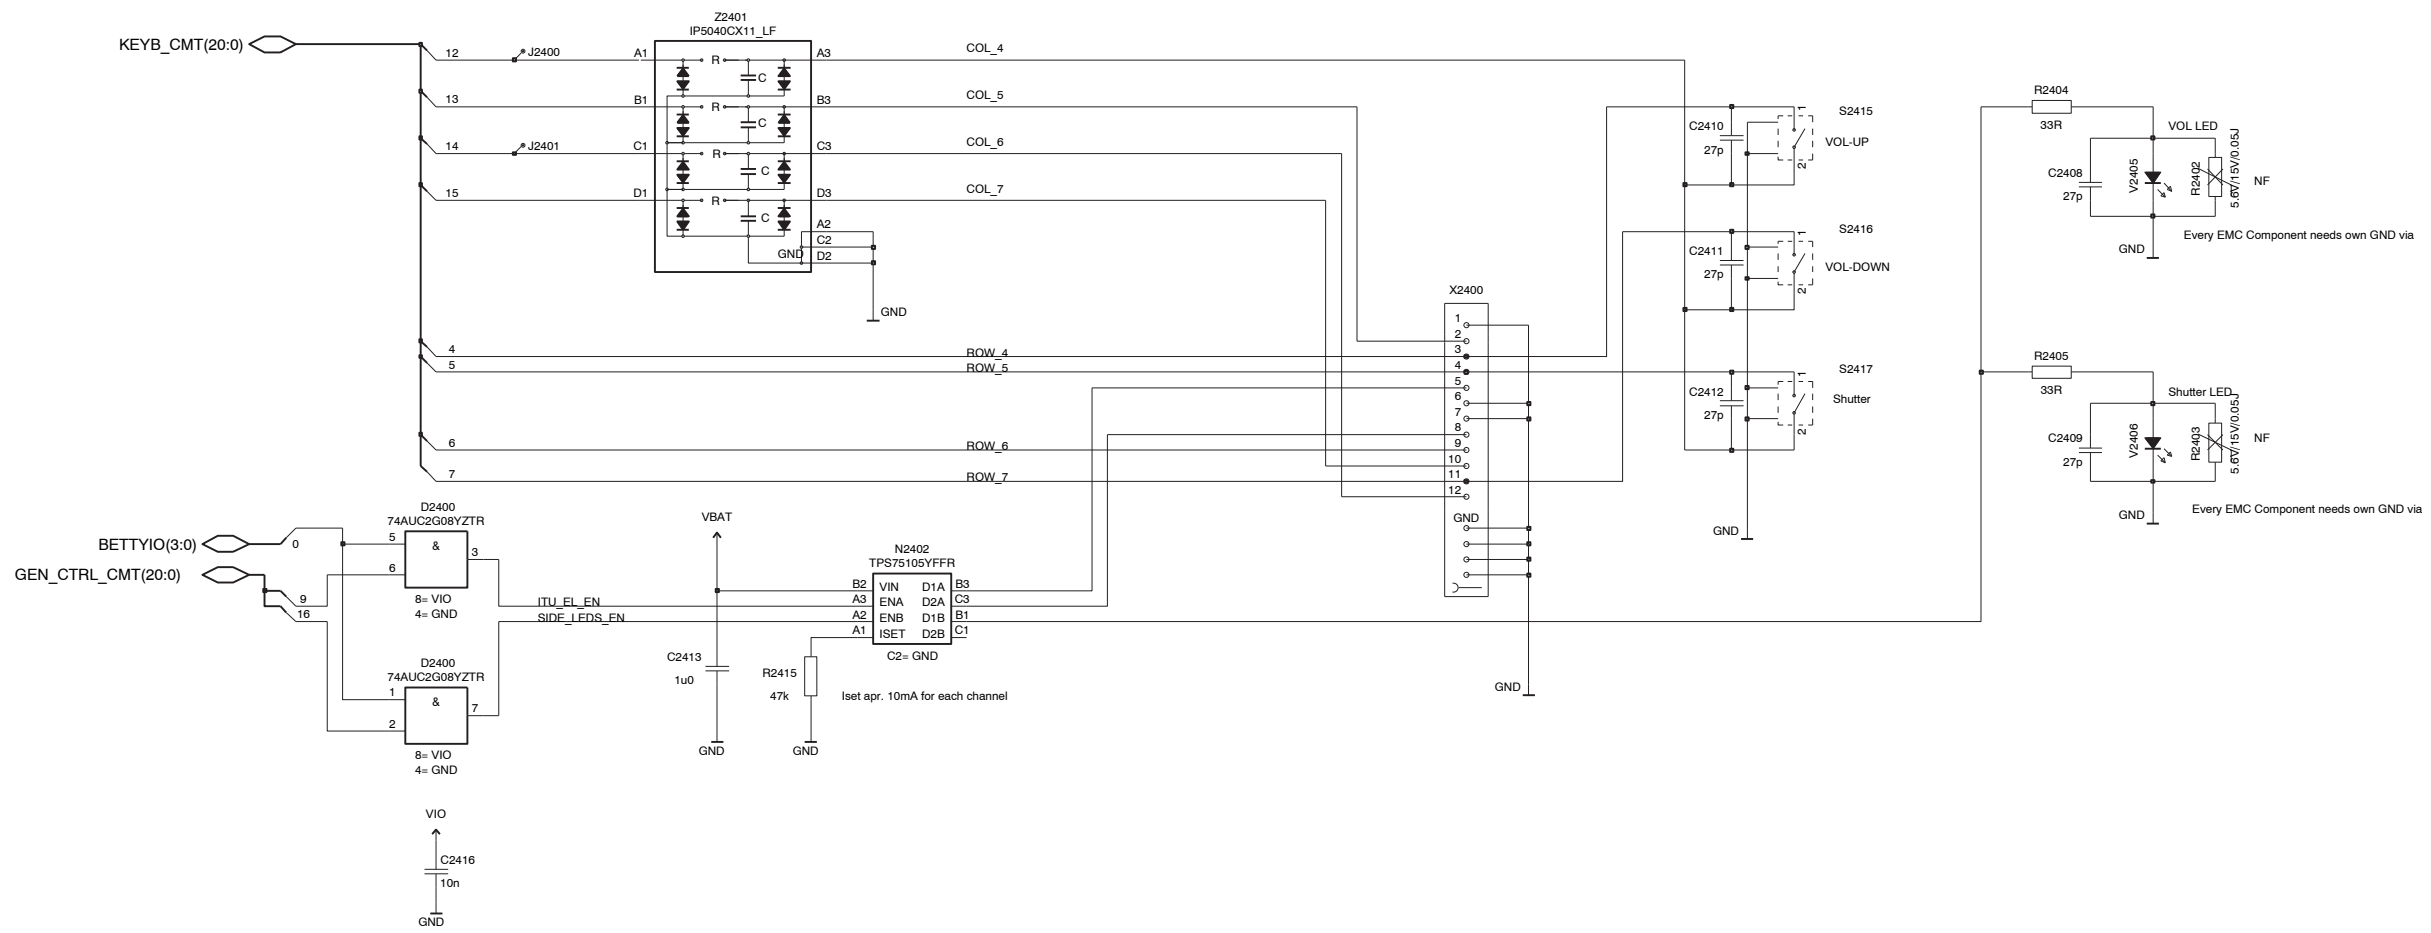 Z2401
IP5040CX11_LF
KEYB_CMT(20:0)
12
J2400
A1
R
C
A3
COL_4
13
B1
R
C
B3
COL_5
14
J2401
C1
R
C
C3
COL_6
15
D1
R
C
D3
COL_7
A2
C2
GND
D2
GND
4
ROW_4
5
ROW_5
6
ROW_6
7
ROW_7
X2400
1
2
3
4
5
6
7
8
9
10
11
12
GND
GND
C2410
27p
1
2
S2415
VOL-UP
C2411
27p
1
2
S2416
VOL-DOWN
C2412
27p
1
2
S2417
Shutter
GND
R2404
33R
VOL LED
C2408
27p
V2405
R2402
5.6V/15V/0.05J
NF
GND
Every EMC Component needs own GND via
R2405
33R
Shutter LED
C2409
27p
V2406
R2403
5.6V/15V/0.05J
NF
GND
Every EMC Component needs own GND via
BETTYIO(3:0)
0
GEN_CTRL_CMT(20:0)
9
16
D2400
74AUC2G08YZTR
5
6
&
3
8= VIO
4= GND
ITU_EL_EN
SIDE_LEDS_EN
D2400
74AUC2G08YZTR
1
2
&
7
8= VIO
4= GND
VBAT
C2413
1u0
GND
N2402
TPS75105YFFR
B2
VIN
D1A
B3
A3
ENA
D2A
C3
A2
ENB
D1B
B1
A1
ISET
D2B
C1
C2= GND
R2415
47k
Iset apr. 10mA for each channel
GND
VIO
C2416
10n
GND